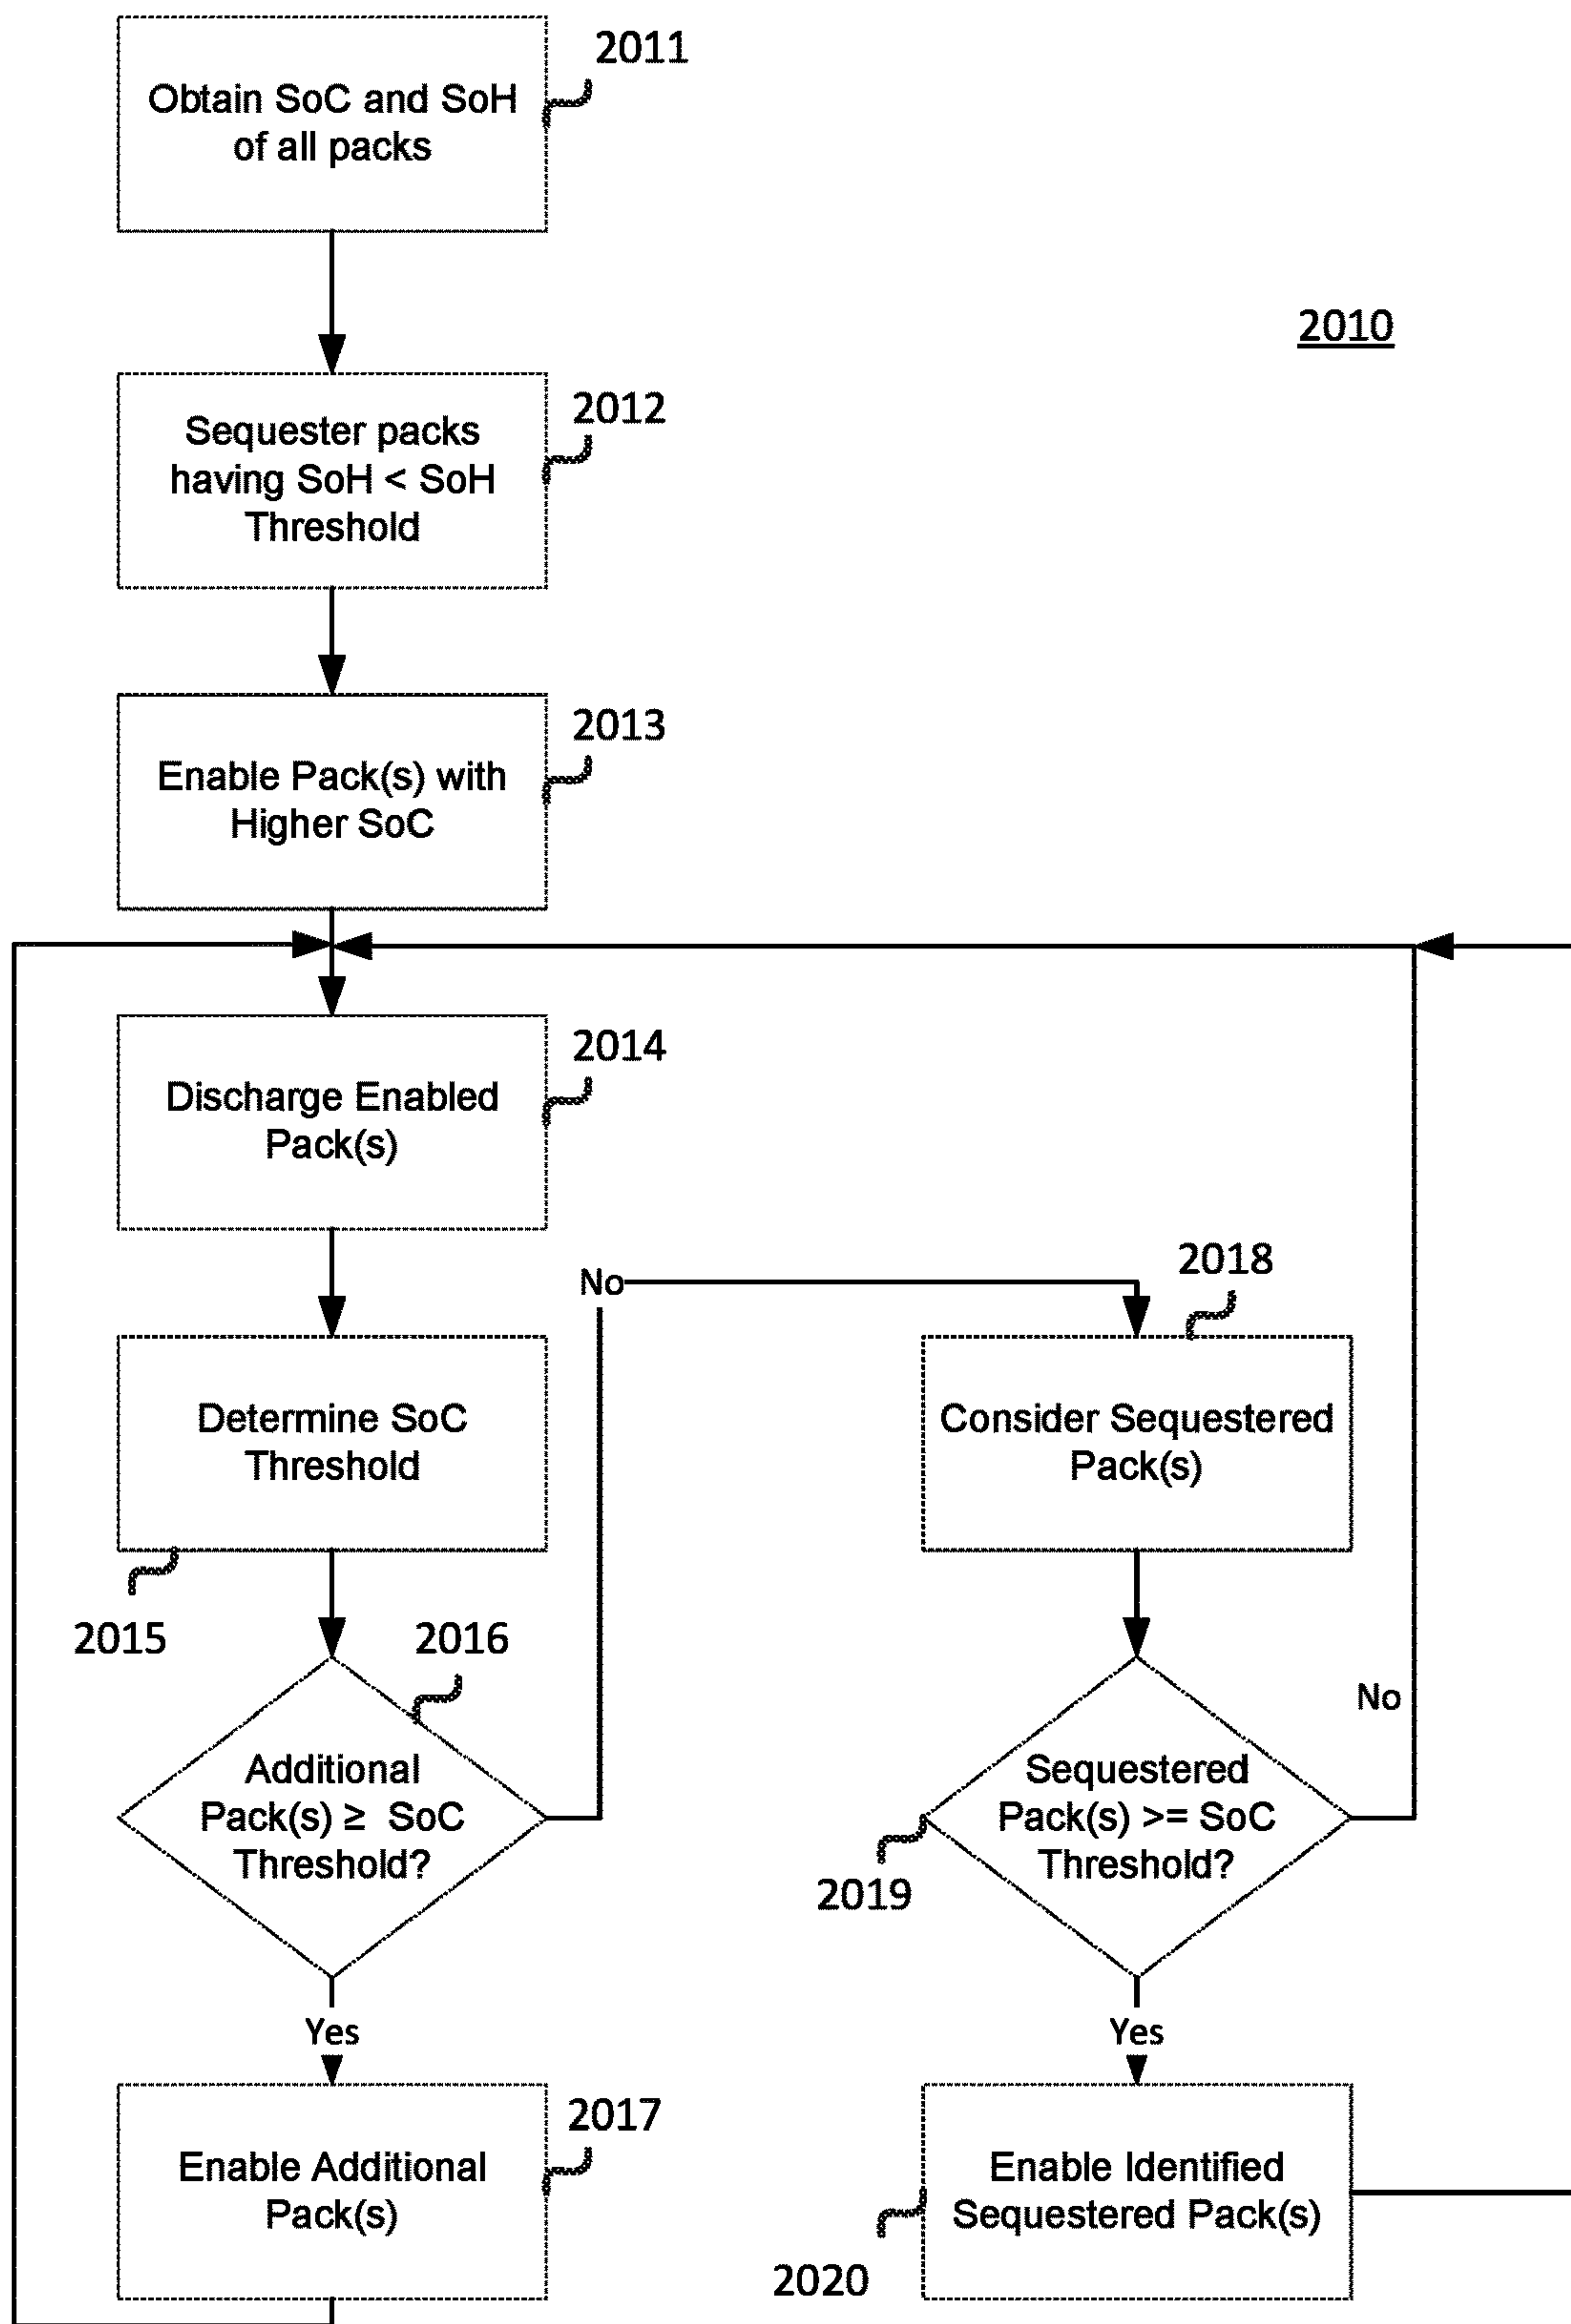 2011
Obtain SoC and SoH
of all packs
2010
2012
Sequester packs
having SoH < SoH
Threshold
2013
Enable Pack(s) with
Higher SoC
2014
Discharge Enabled
Pack(s)
No
2018
Determine SoC
Threshold
Consider Sequestered
Pack(s)
2015
2016
No
Additional
Pack(s) ≥ SoC
Threshold?
Sequestered
Pack(s) >= SoC
Threshold?
2019
Yes
Yes
2017
Enable Additional
Pack(s)
Enable Identified
Sequestered Pack(s)
2020